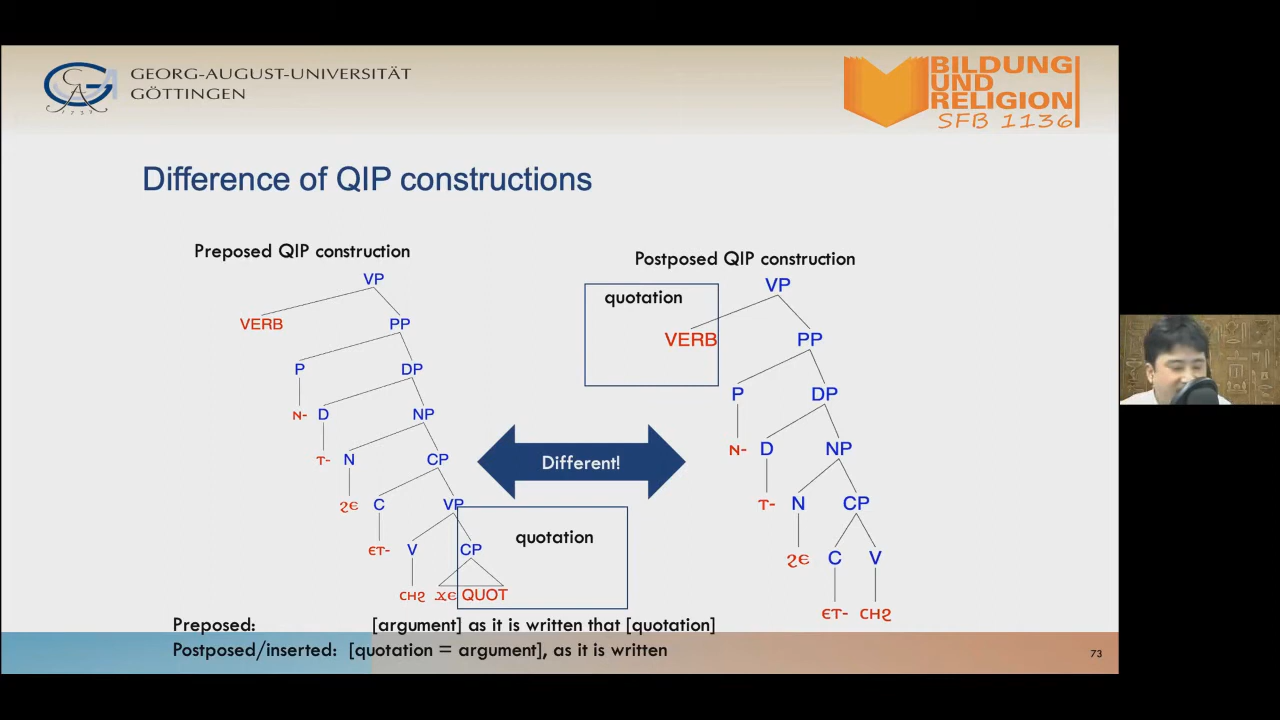 GEORG-AUGUST-UNIVERSITÄT
GÖTTINGEN
BILDUNG
UND
RELIGION
SFB 1136
Difference of QIP constructions
Preposed QIP construction
VP
VERB PP
P DP
ⲛ- D NP
ⲧ- N CP
ϩⲉ C VP
ⲉⲧ- V CP
ⲥⲏϩ ϫⲉ QUOT
quotation
Different!
Postposed QIP construction
quotation
VP
VERB PP
P DP
ⲛ- D NP
ⲧ- N CP
ϩⲉ C V
ⲉⲧ- ⲥⲏϩ
Preposed: [argument] as it is written that [quotation]
Postposed/inserted: [quotation = argument], as it is written
73